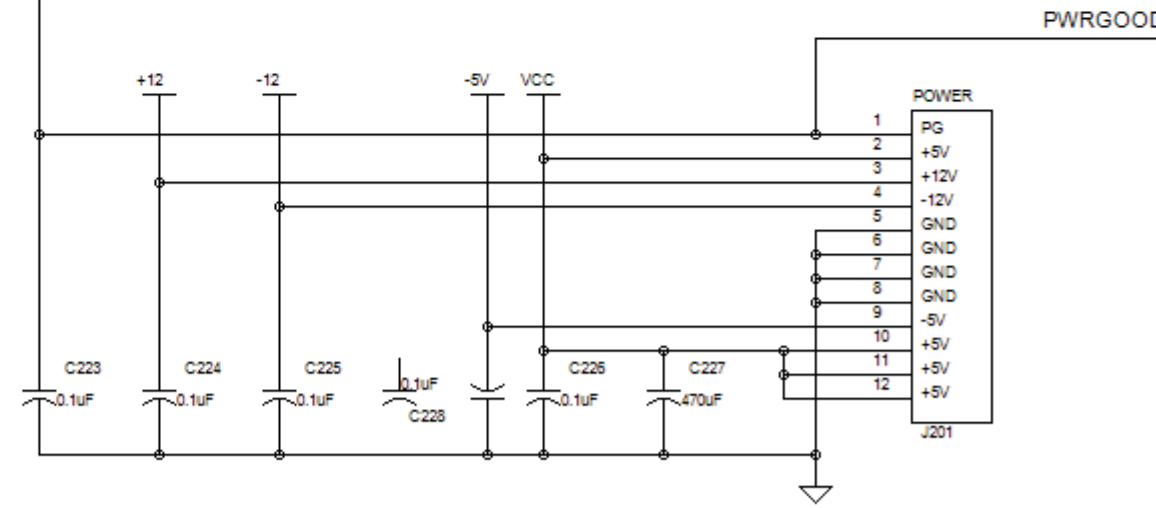 PWRGOOD
+12
-12
-5V
VCC
POWER
1
PG
2
+5V
3
+12V
4
-12V
5
GND
6
GND
7
GND
8
GND
9
-5V
10
+5V
11
+5V
12
+5V
J201
C223
0.1uF
C224
0.1uF
C225
0.1uF
0.1uF
C228
C226
0.1uF
C227
470uF